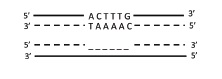 5' ACTTTG 3'
3' TAAAAC 5'
5' _ _ _ _ _ _ 3'
3' 5'